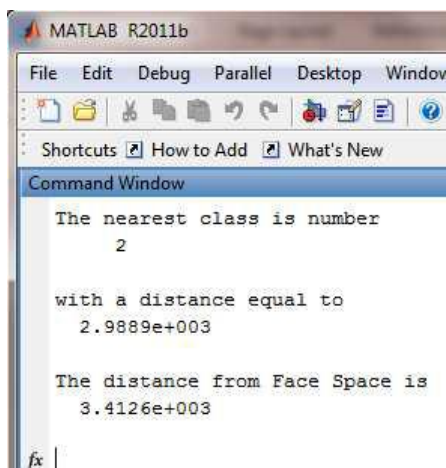 MATLAB R2011b
File Edit Debug Parallel Desktop Window
Shortcuts How to Add What's New
Command Window
The nearest class is number
2
with a distance equal to
2.9889e+003
The distance from Face Space is
3.4126e+003
fx